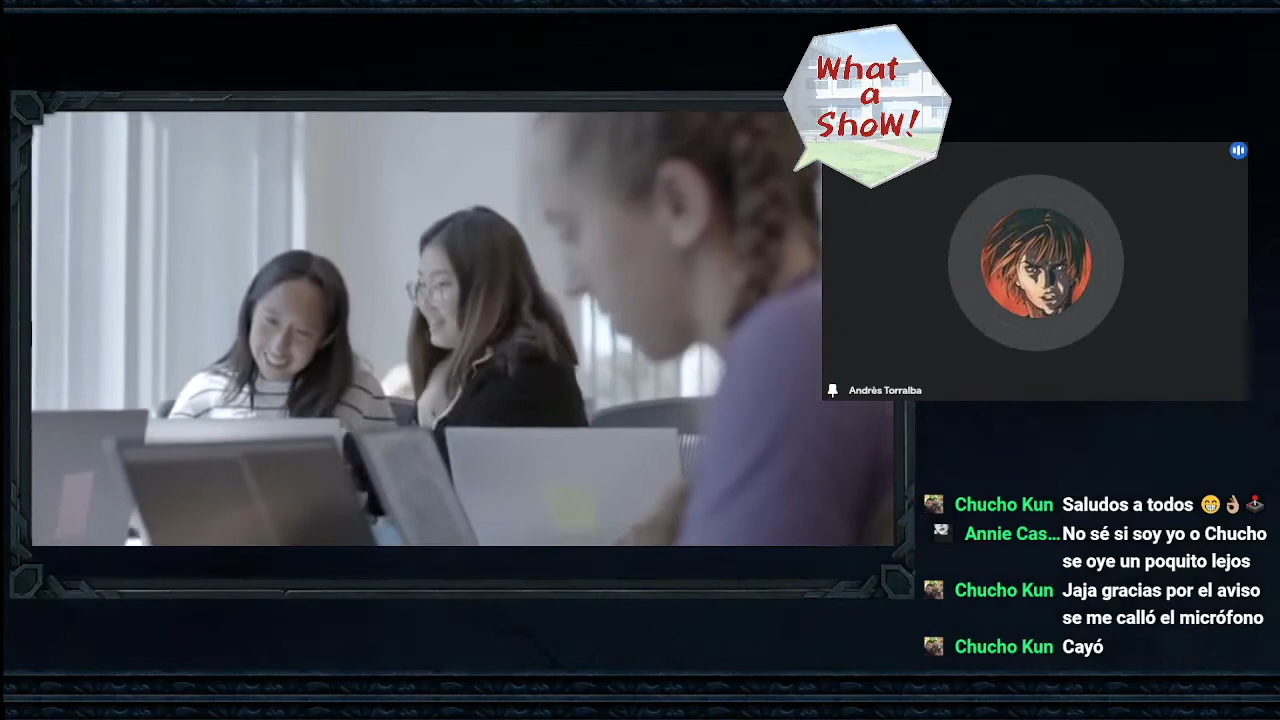 What
a
ShoW!
Andrès Torralba
Chucho Kun Saludos a todos 😁👌🏽🕹️
Annie Cas... No sé si soy yo o Chucho
se oye un poquito lejos
Chucho Kun Jaja gracias por el aviso
se me calló el micrófono
Chucho Kun Cayó